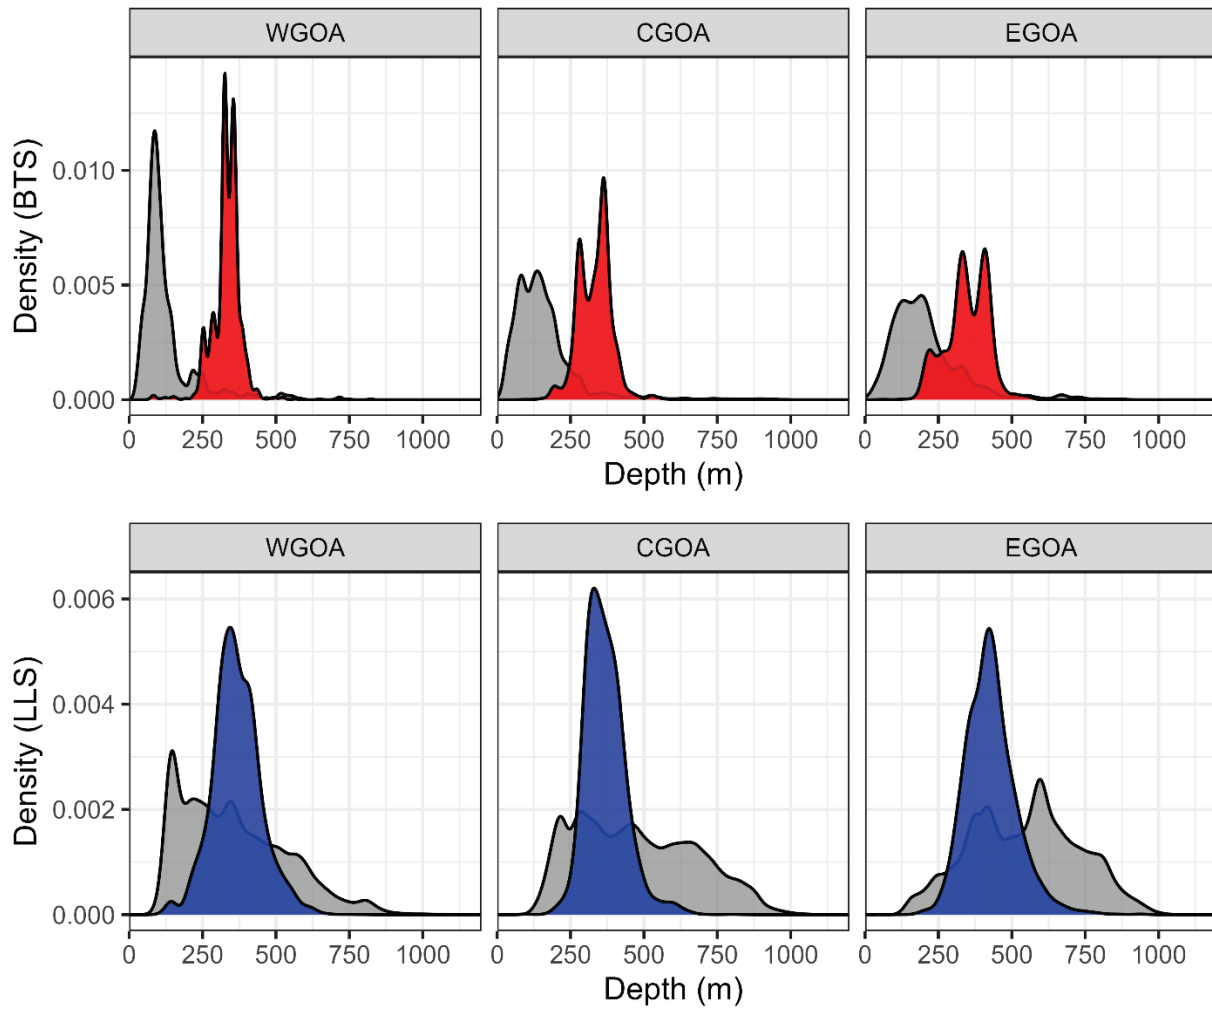 WGOA CGOA EGOA
Density (BTS)
0.010
0.005
0.000
0 250 500 750 1000 0 250 500 750 1000 0 250 500 750 1000
Depth (m)
WGOA CGOA EGOA
Density (LLS)
0.006
0.004
0.002
0.000
0 250 500 750 1000 0 250 500 750 1000 0 250 500 750 1000
Depth (m)